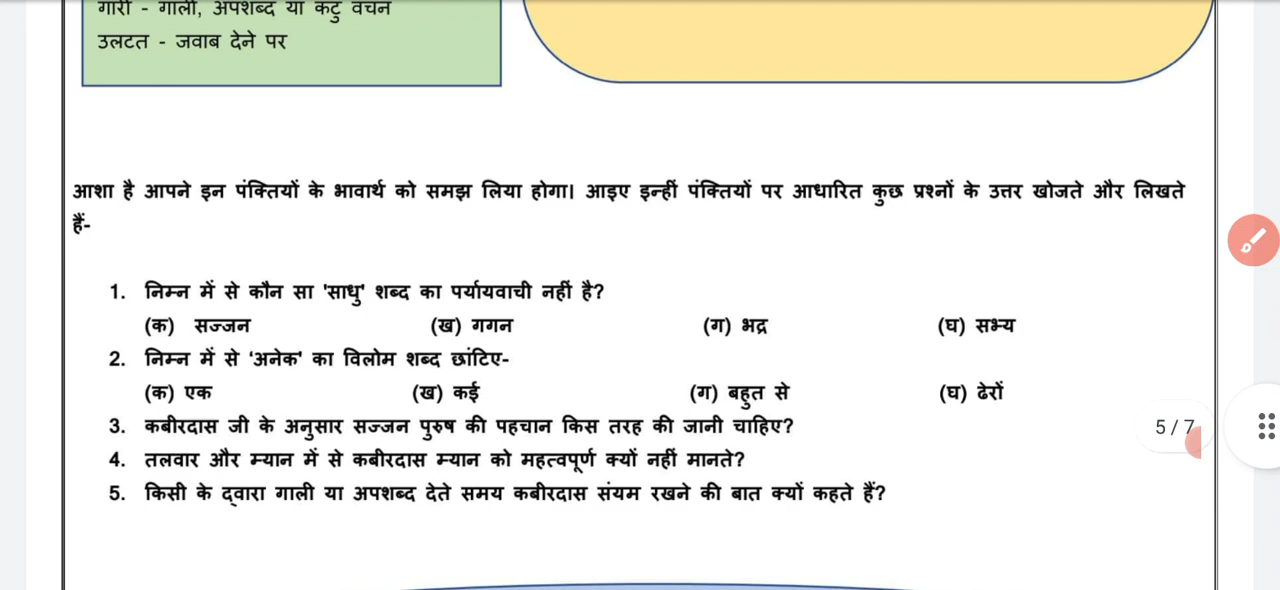 गारी - गाली, अपशब्द या कटु वचन
उलटत - जवाब देने पर
आशा है आपने इन पंक्तियों के भावार्थ को समझ लिया होगा। आइए इन्हीं पंक्तियों पर आधारित कुछ प्रश्नों के उत्तर खोजते और लिखते
हैं-
1. निम्न में से कौन सा 'साधु' शब्द का पर्यायवाची नहीं है?
(क) सज्जन (ख) गगन (ग) भद्र (घ) सभ्य
2. निम्न में से 'अनेक' का विलोम शब्द छांटिए-
(क) एक (ख) कई (ग) बहुत से (घ) ढेरों
3. कबीरदास जी के अनुसार सज्जन पुरुष की पहचान किस तरह की जानी चाहिए?
5 / 7
4. तलवार और म्यान में से कबीरदास म्यान को महत्वपूर्ण क्यों नहीं मानते?
5. किसी के द्वारा गाली या अपशब्द देते समय कबीरदास संयम रखने की बात क्यों कहते हैं?